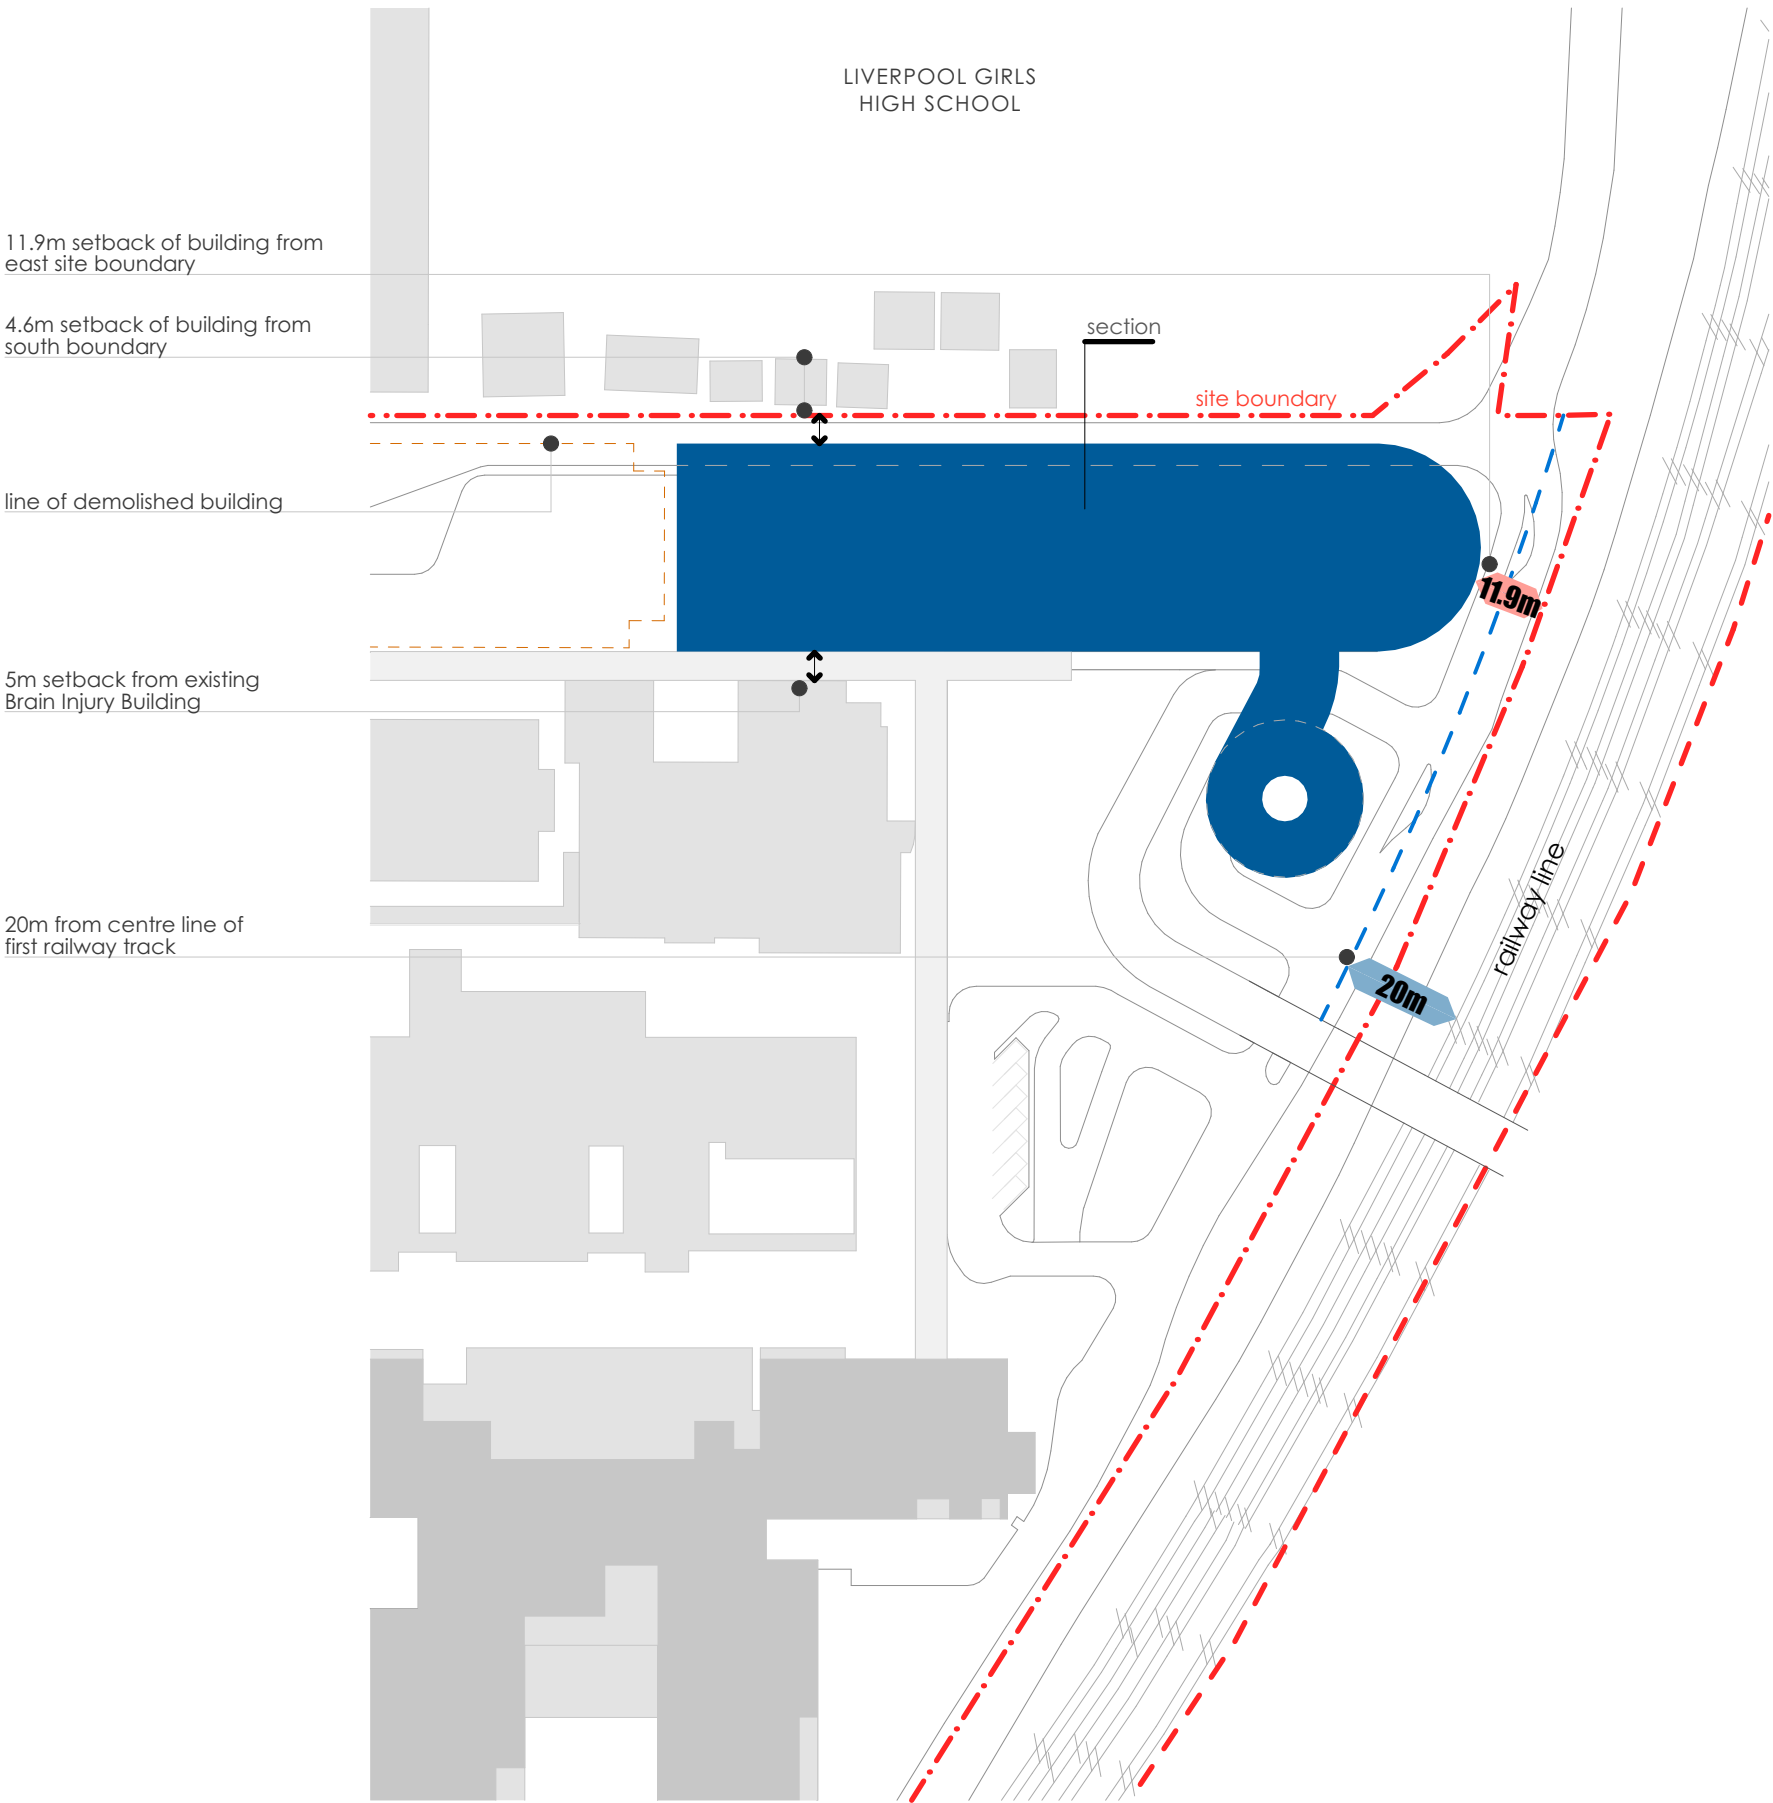 LIVERPOOL GIRLS
HIGH SCHOOL
11.9m setback of building from
east site boundary
4.6m setback of building from
south boundary
section
site boundary
line of demolished building
11.9m
5m setback from existing
Brain Injury Building
railway line
20m from centre line of
first railway track
20m